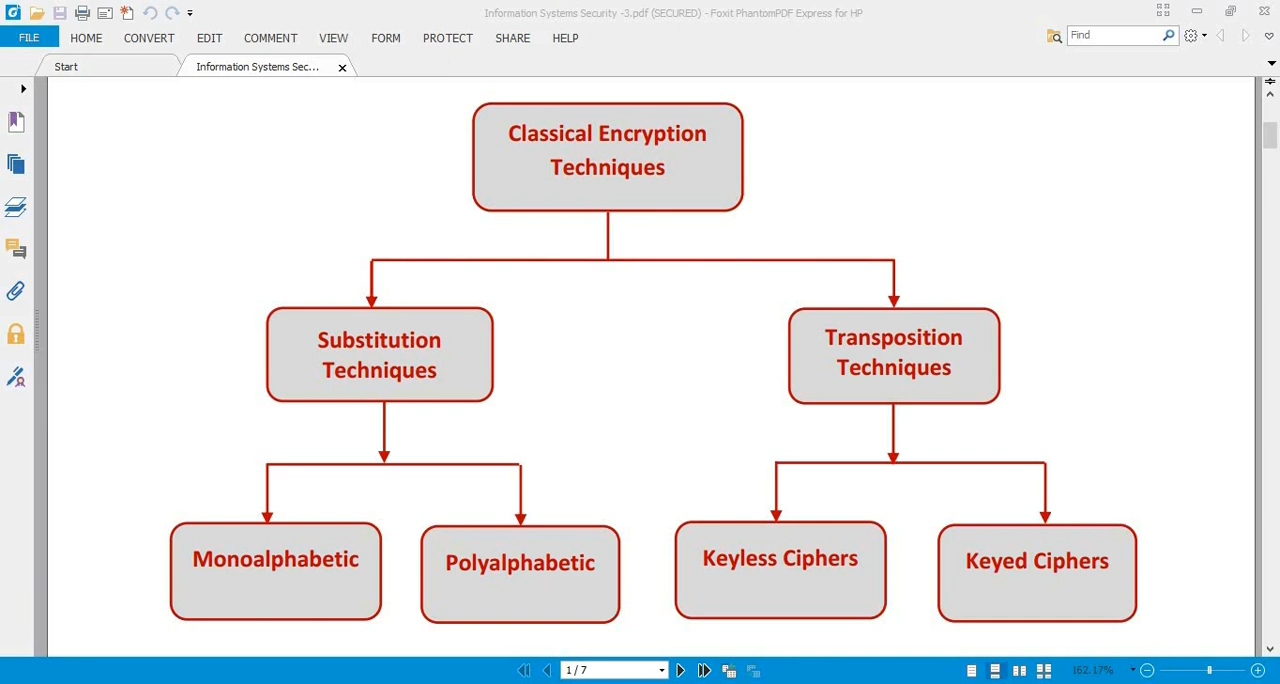 Information Systems Security -3.pdf (SECURED) - Foxit PhantomPDF Express for HP
FILE HOME CONVERT EDIT COMMENT VIEW FORM PROTECT SHARE HELP
Find
Start
Information Systems Sec...
Classical Encryption
Techniques
Substitution
Techniques
Transposition
Techniques
Monoalphabetic
Polyalphabetic
Keyless Ciphers
Keyed Ciphers
1 / 7
162.17%